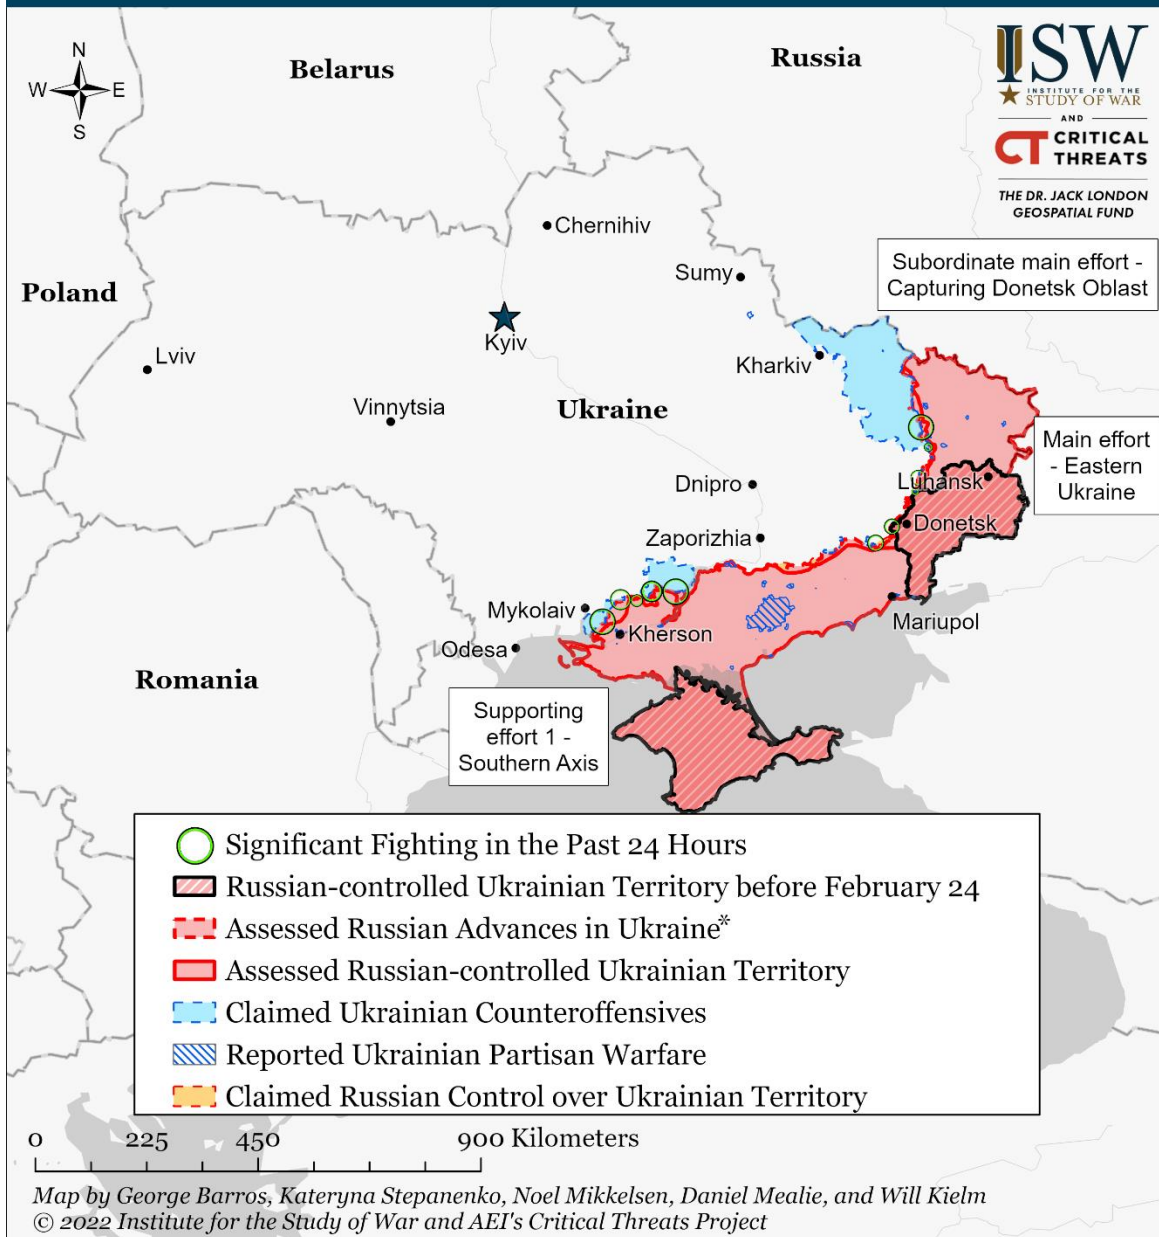 N
W E
S
Belarus
Russia
ISW
INSTITUTE FOR THE
STUDY OF WAR
AND
CT CRITICAL
THREATS
THE DR. JACK LONDON
GEOSPATIAL FUND
Chernihiv
Sumy
Subordinate main effort -
Capturing Donetsk Oblast
Poland
Kyiv
Lviv
Kharkiv
Vinnytsia
Ukraine
Main effort
- Eastern
Ukraine
Dnipro
Luhansk
Donetsk
Zaporizhia
Mykolaiv
Mariupol
Kherson
Odesa
Romania
Supporting
effort 1 -
Southern Axis
Significant Fighting in the Past 24 Hours
Russian-controlled Ukrainian Territory before February 24
Assessed Russian Advances in Ukraine*
Assessed Russian-controlled Ukrainian Territory
Claimed Ukrainian Counteroffensives
Reported Ukrainian Partisan Warfare
Claimed Russian Control over Ukrainian Territory
0 225 450 900 Kilometers
Map by George Barros, Kateryna Stepanenko, Noel Mikkelsen, Daniel Mealie, and Will Kielm
© 2022 Institute for the Study of War and AEI's Critical Threats Project